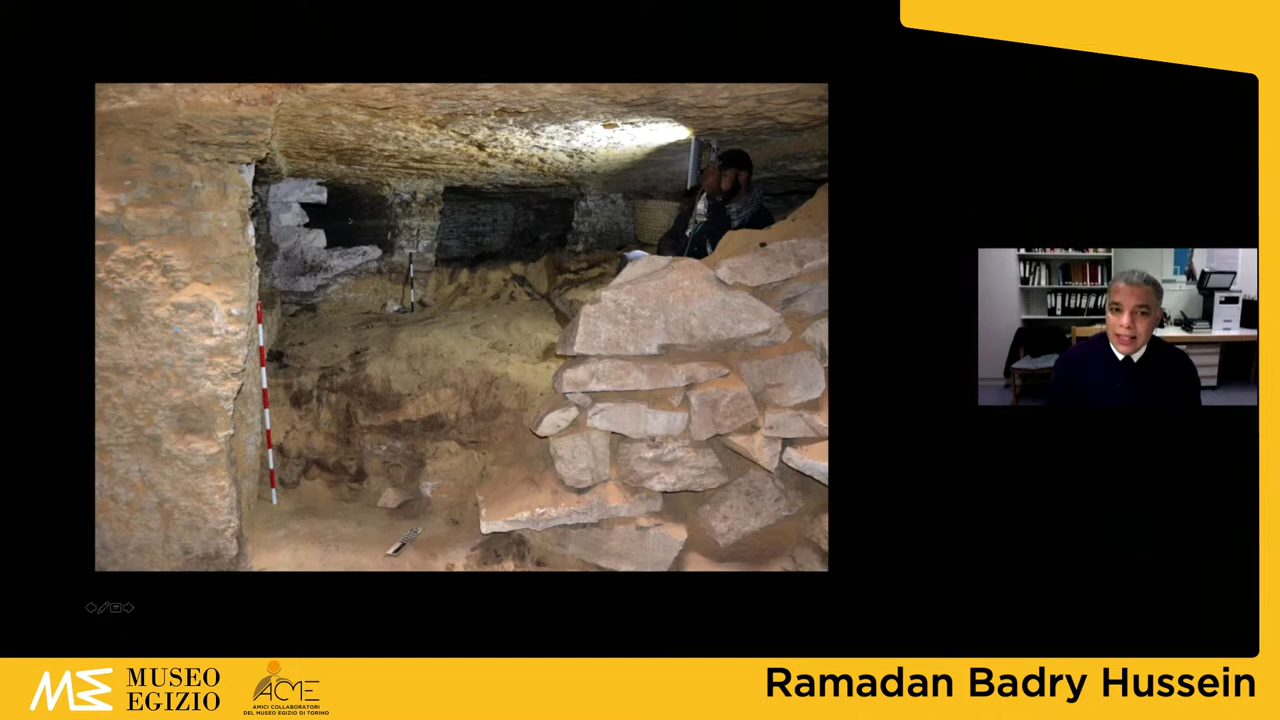 MUSEO
EGIZIO
ACME
AMICI COLLABORATORI
DEL MUSEO EGIZIO DI TORINO
Ramadan Badry Hussein